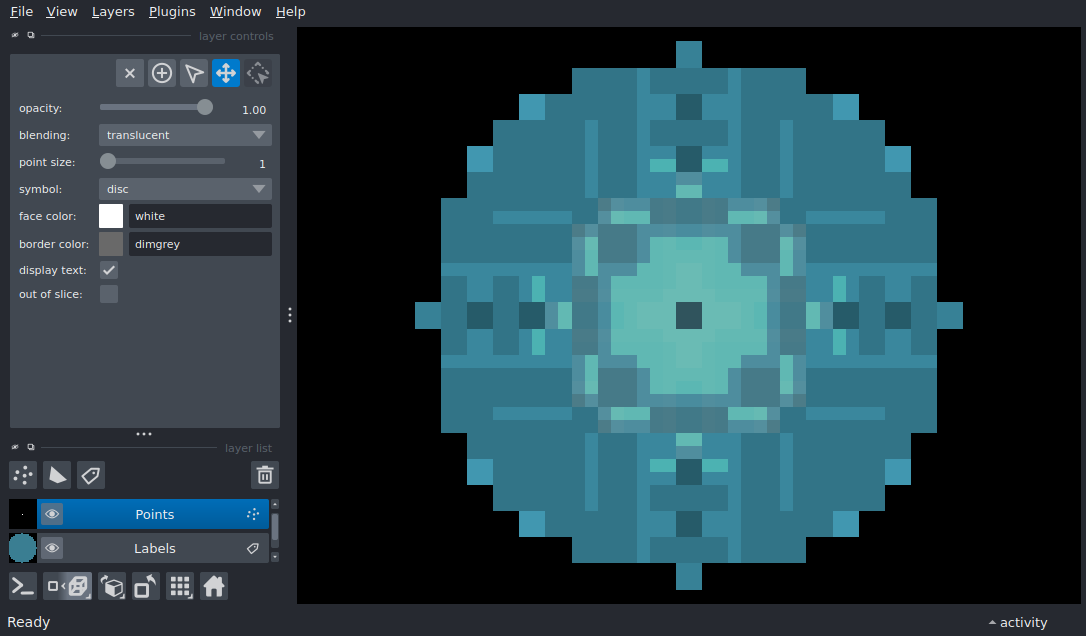 File View Layers Plugins Window Help
layer controls
opacity: 1.00
blending: translucent
point size: 1
symbol: disc
face color: white
border color: dimgrey
display text:
out of slice:
layer list
Points
Labels
Ready activity